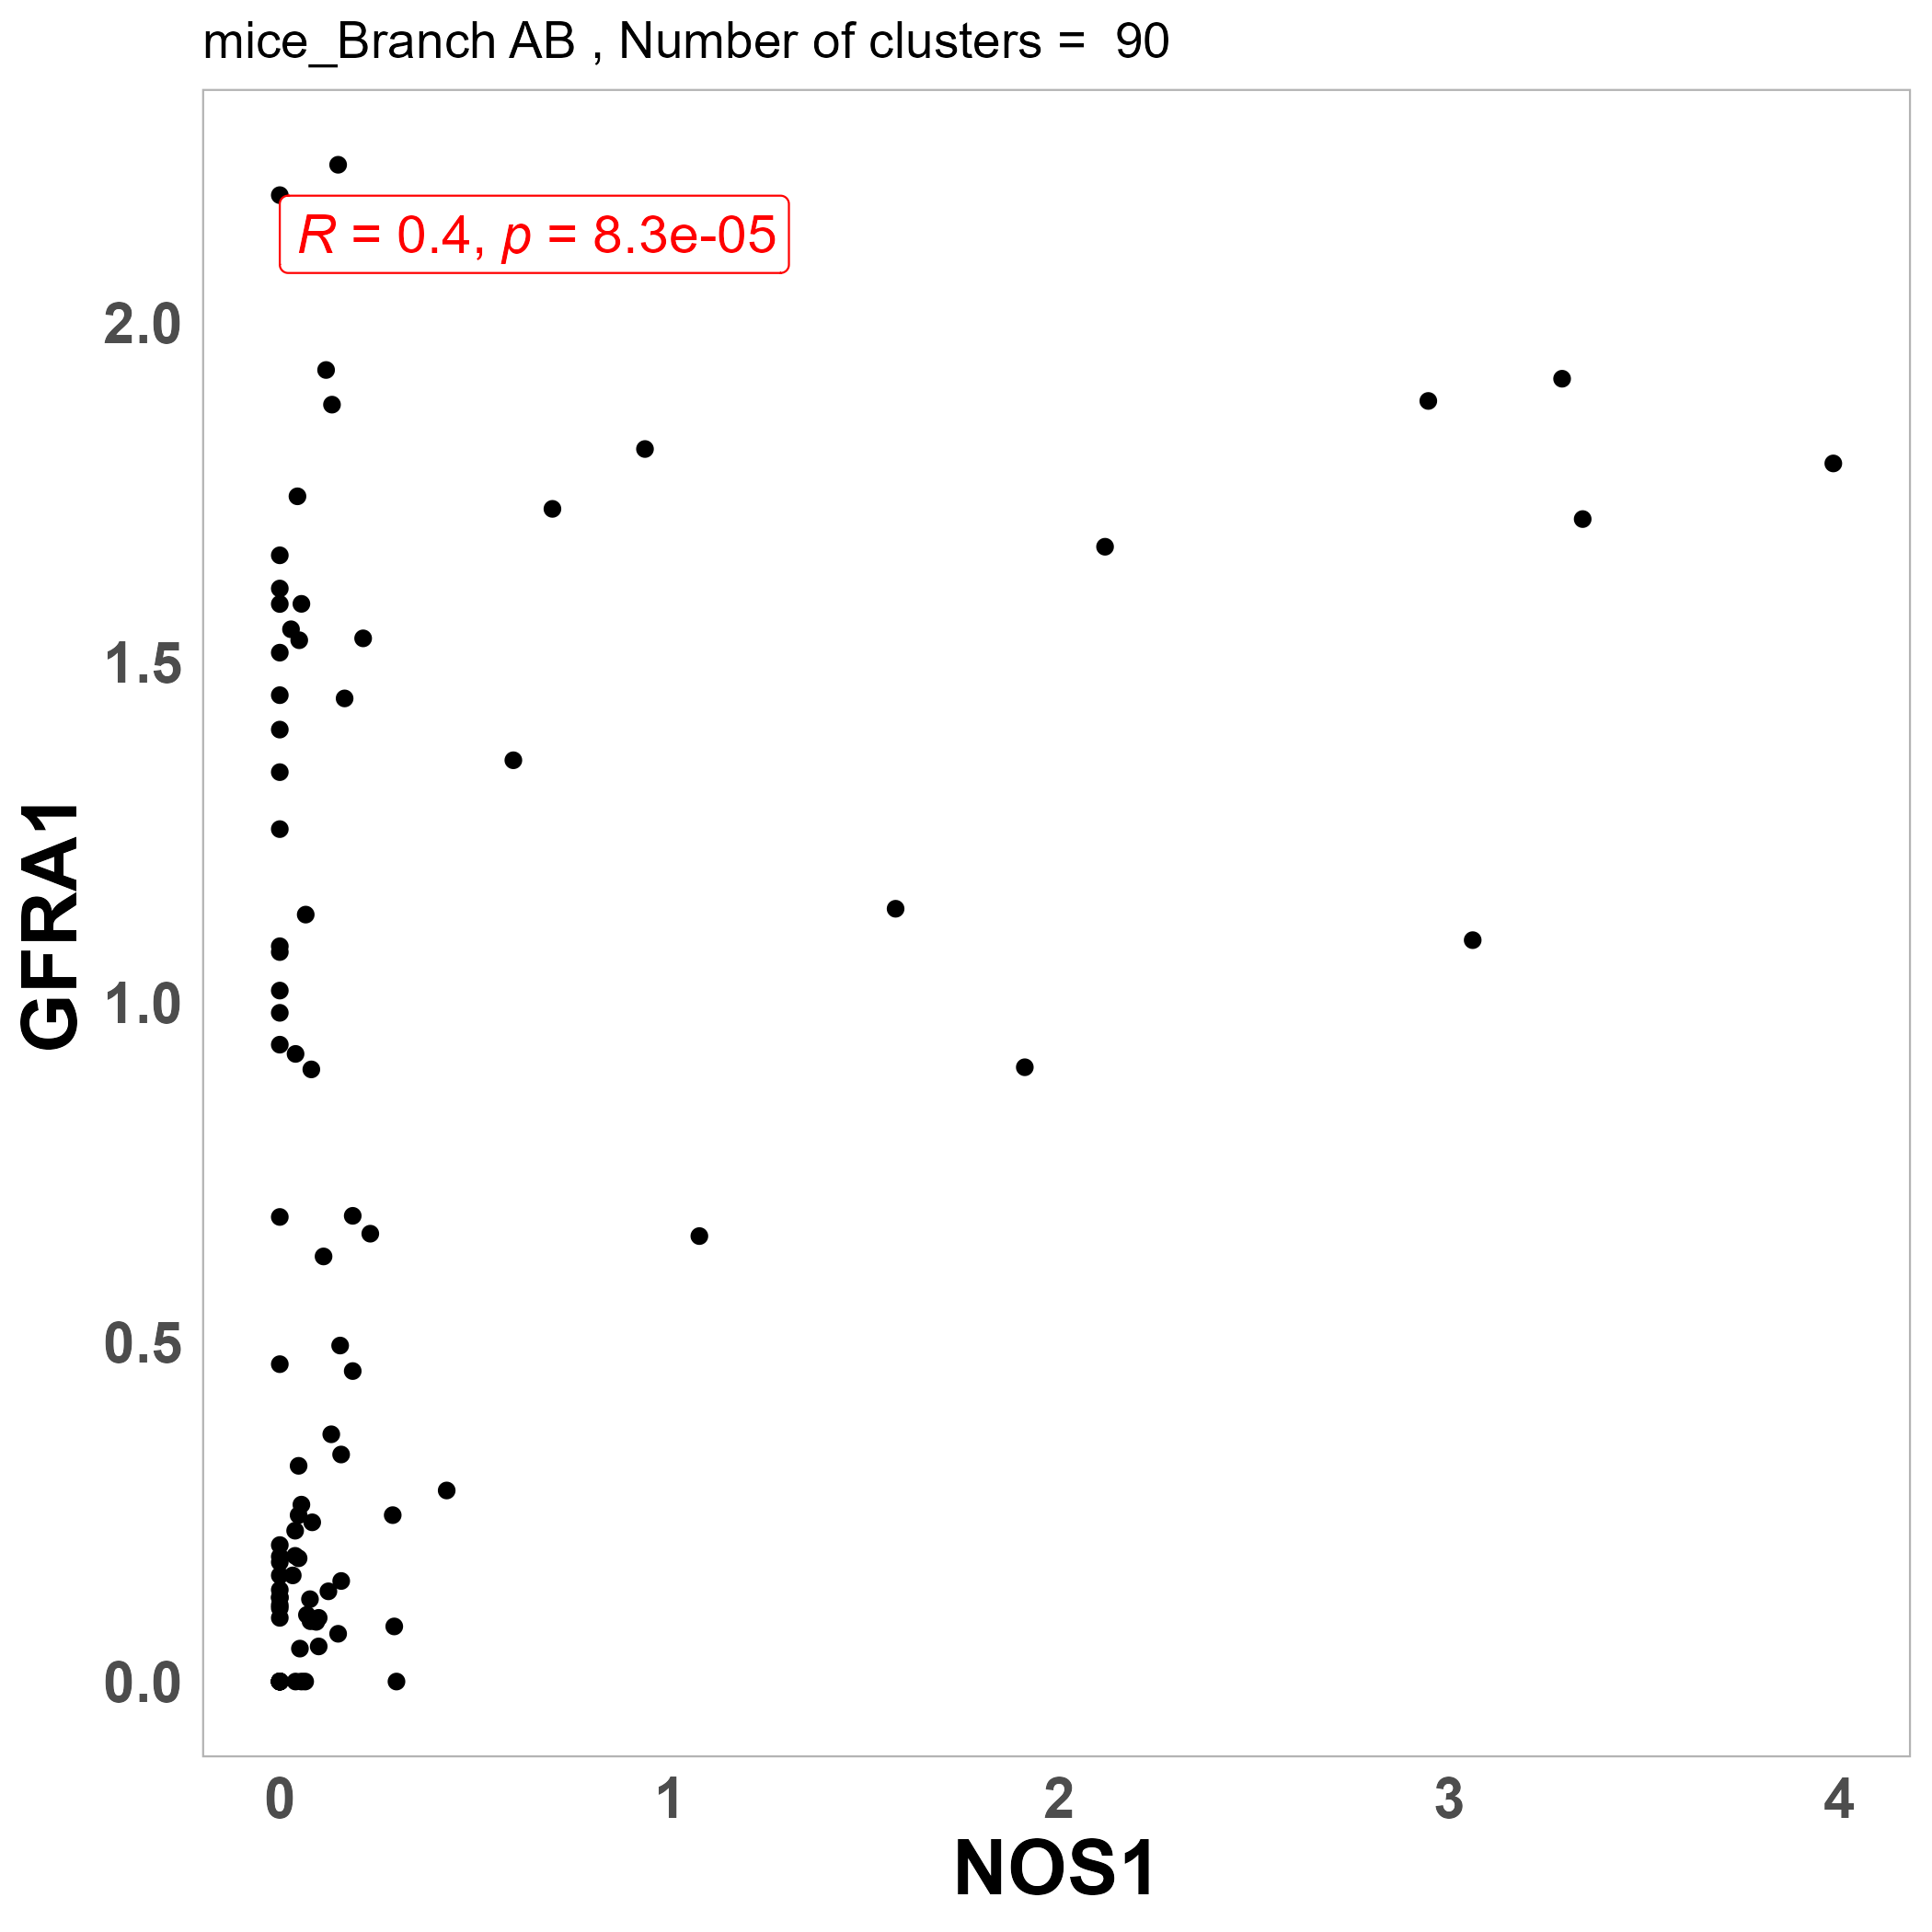 mice_Branch AB , Number of clusters =  90
R = 0.4, p = 8.3e-05
2.0
1.5
1.0
0.5
0.0
GFRA1
0 1 2 3 4
NOS1